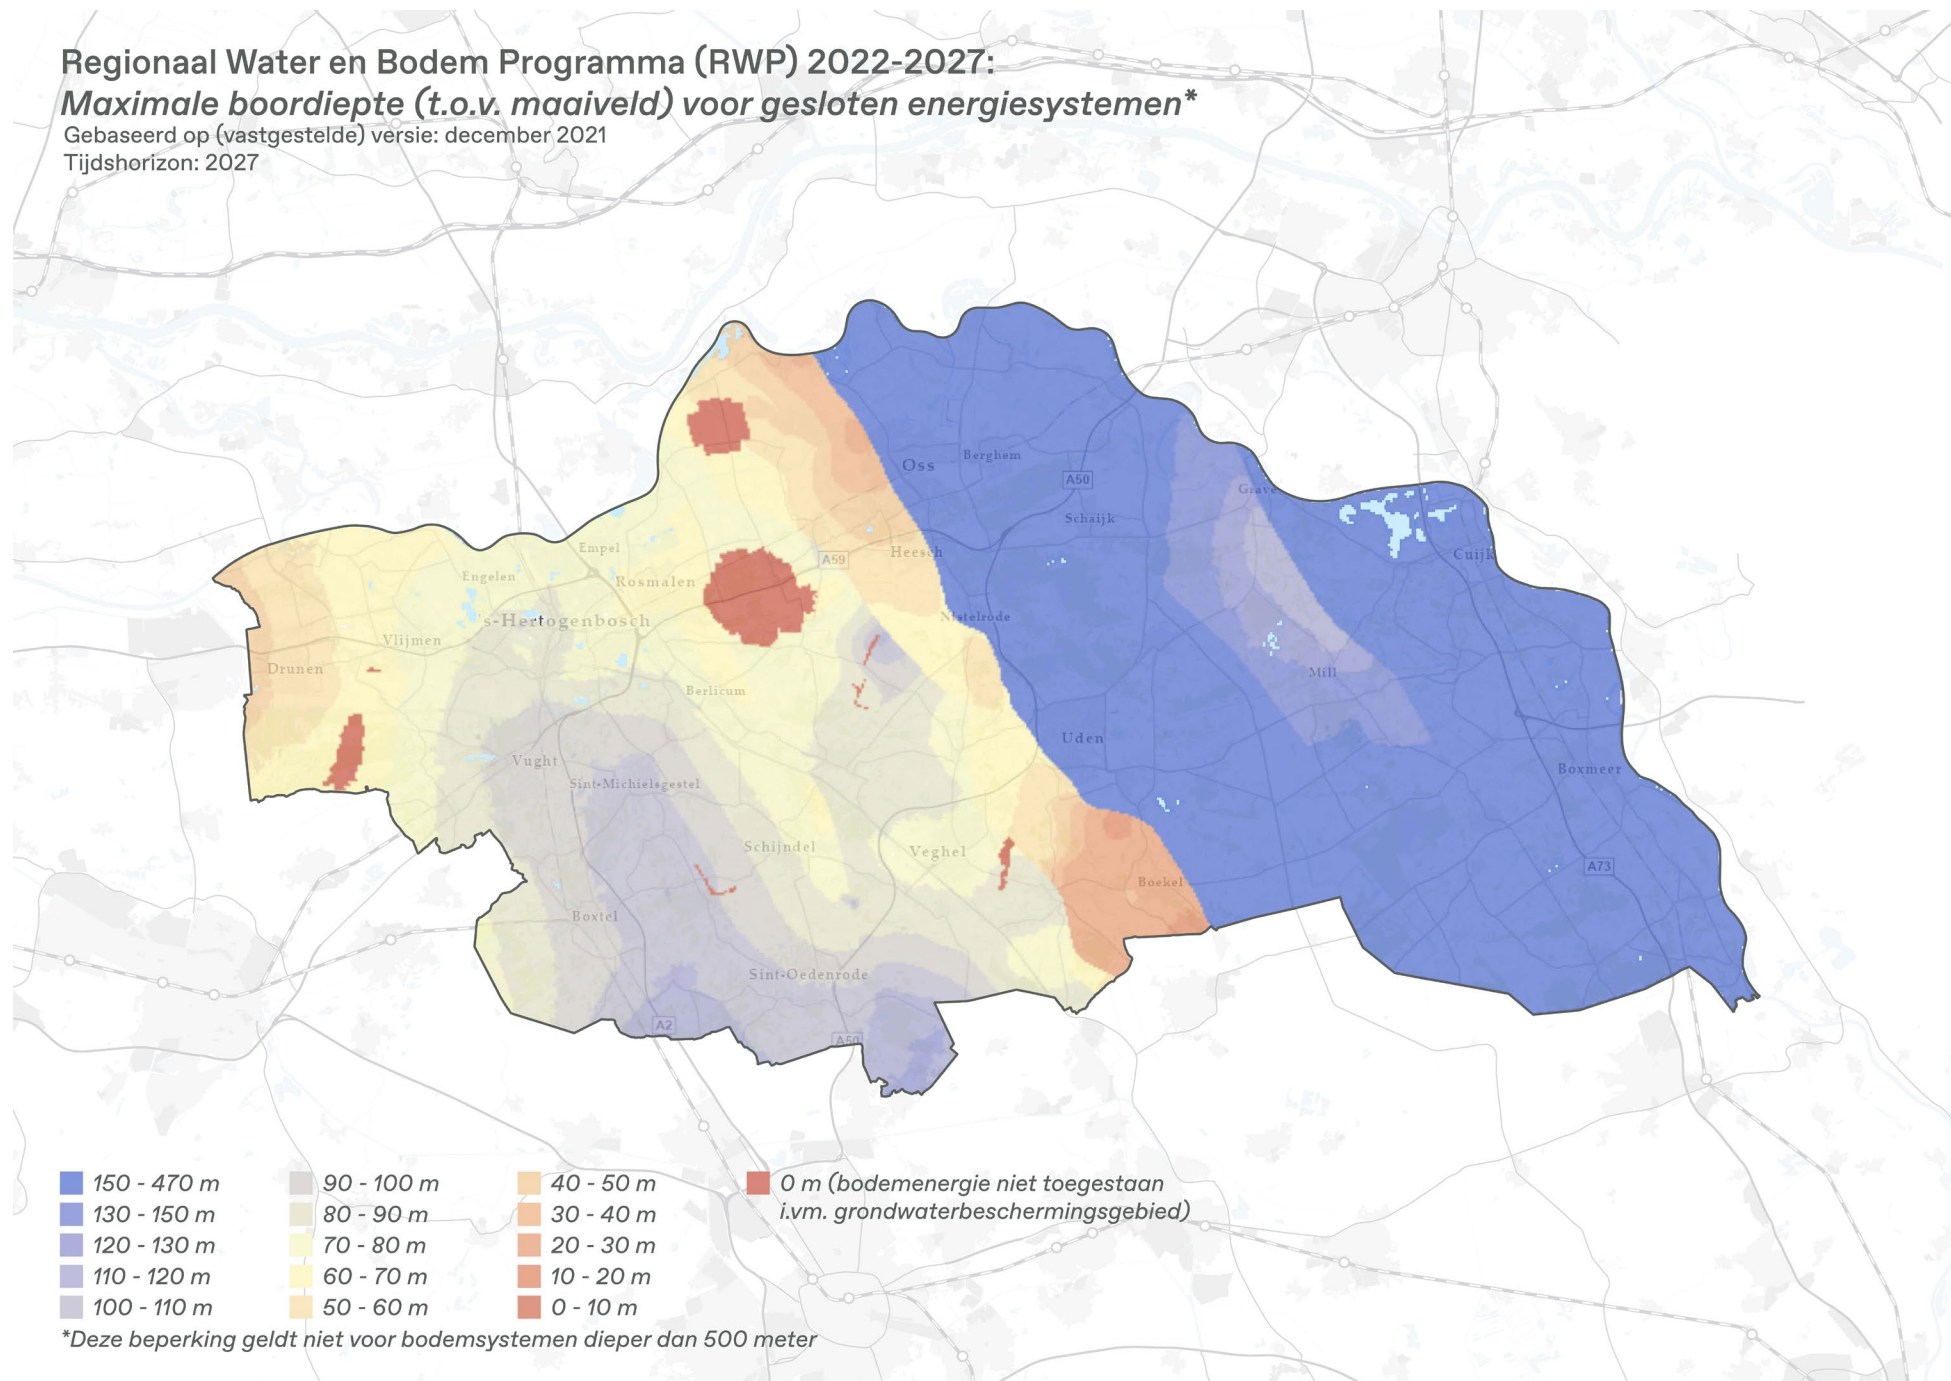 Regionaal Water en Bodem Programma (RWP) 2022-2027:
Maximale boordiepte (t.o.v. maaiveld) voor gesloten energiesystemen*
Gebaseerd op (vastgestelde) versie: december 2021
Tijdshorizon: 2027
Oss
Berghem
A50
Schaijk
Grave
Cuijk
Empel
Engelen
Rosmalen
A59
Heesch
's-Hertogenbosch
Nistelrode
Vlijmen
Drunen
Berlicum
Mill
Uden
Vught
Sint-Michielsgestel
Boxmeer
Schijndel
Veghel
A73
Boekel
Boxtel
Sint-Oedenrode
A2
A50
150 - 470 m
130 - 150 m
120 - 130 m
110 - 120 m
100 - 110 m
90 - 100 m
80 - 90 m
70 - 80 m
60 - 70 m
50 - 60 m
40 - 50 m
30 - 40 m
20 - 30 m
10 - 20 m
0 - 10 m
0 m (bodemenergie niet toegestaan
i.vm. grondwaterbeschermingsgebied)
*Deze beperking geldt niet voor bodemsystemen dieper dan 500 meter